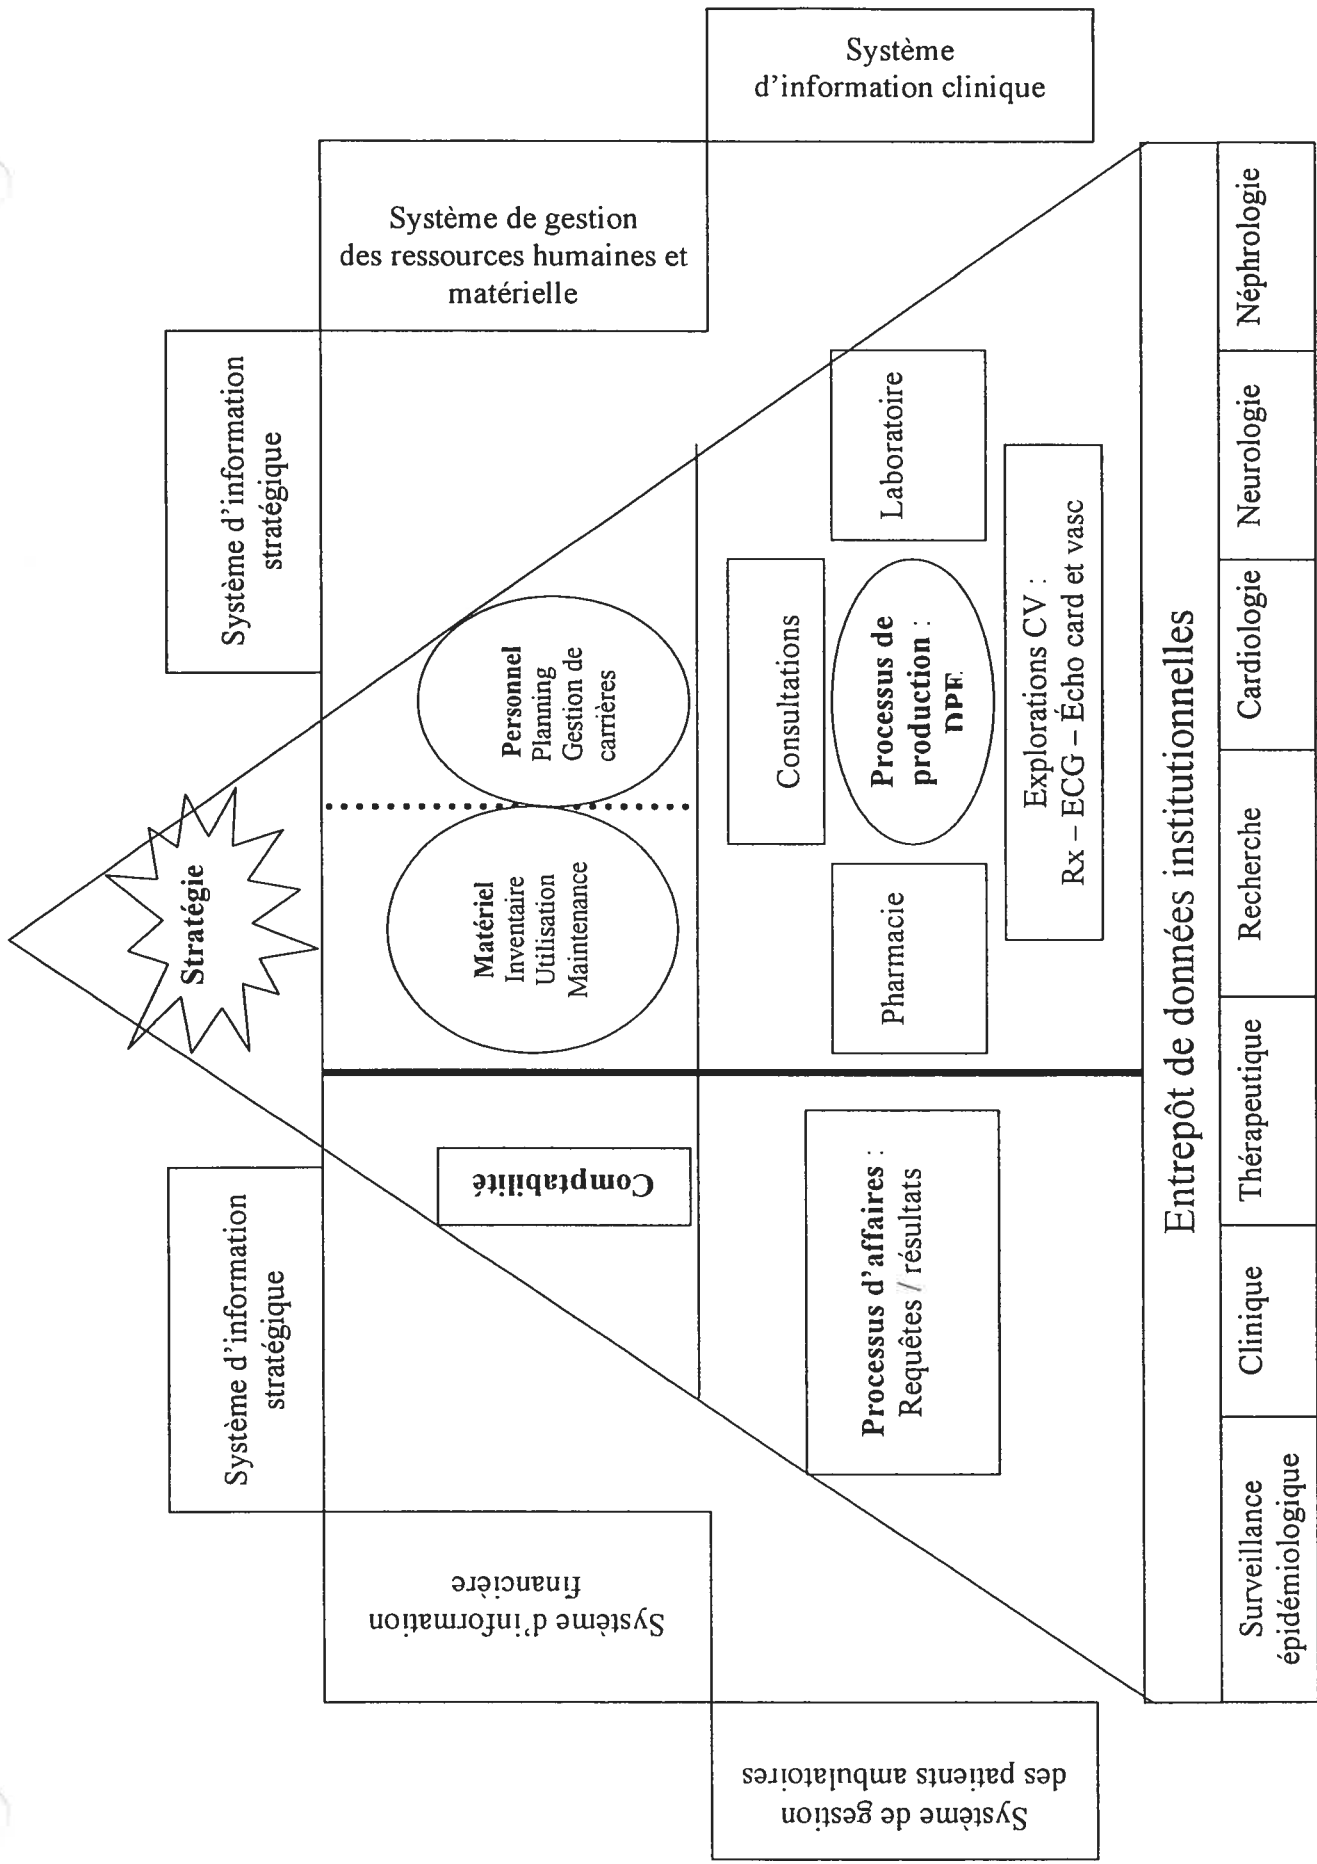 Stratégie
Système d'information
stratégique
Système d'information
stratégique
Système d'information
financière
Comptabilité
Matériel
Inventaire
Utilisation
Maintenance
Personnel
Planning
Gestion de
carrières
Système de gestion
des ressources humaines et
matérielle
Système de gestion
des patients ambulatoires
Processus d'affaires :
Requêtes / résultats
Pharmacie
Consultations
Processus de
production :
DPE
Laboratoire
Explorations CV :
Rx – ECG – Écho card et vasc
Système
d'information clinique
Entrepôt de données institutionnelles
Surveillance
épidémiologique
Clinique
Thérapeutique
Recherche
Cardiologie
Neurologie
Néphrologie